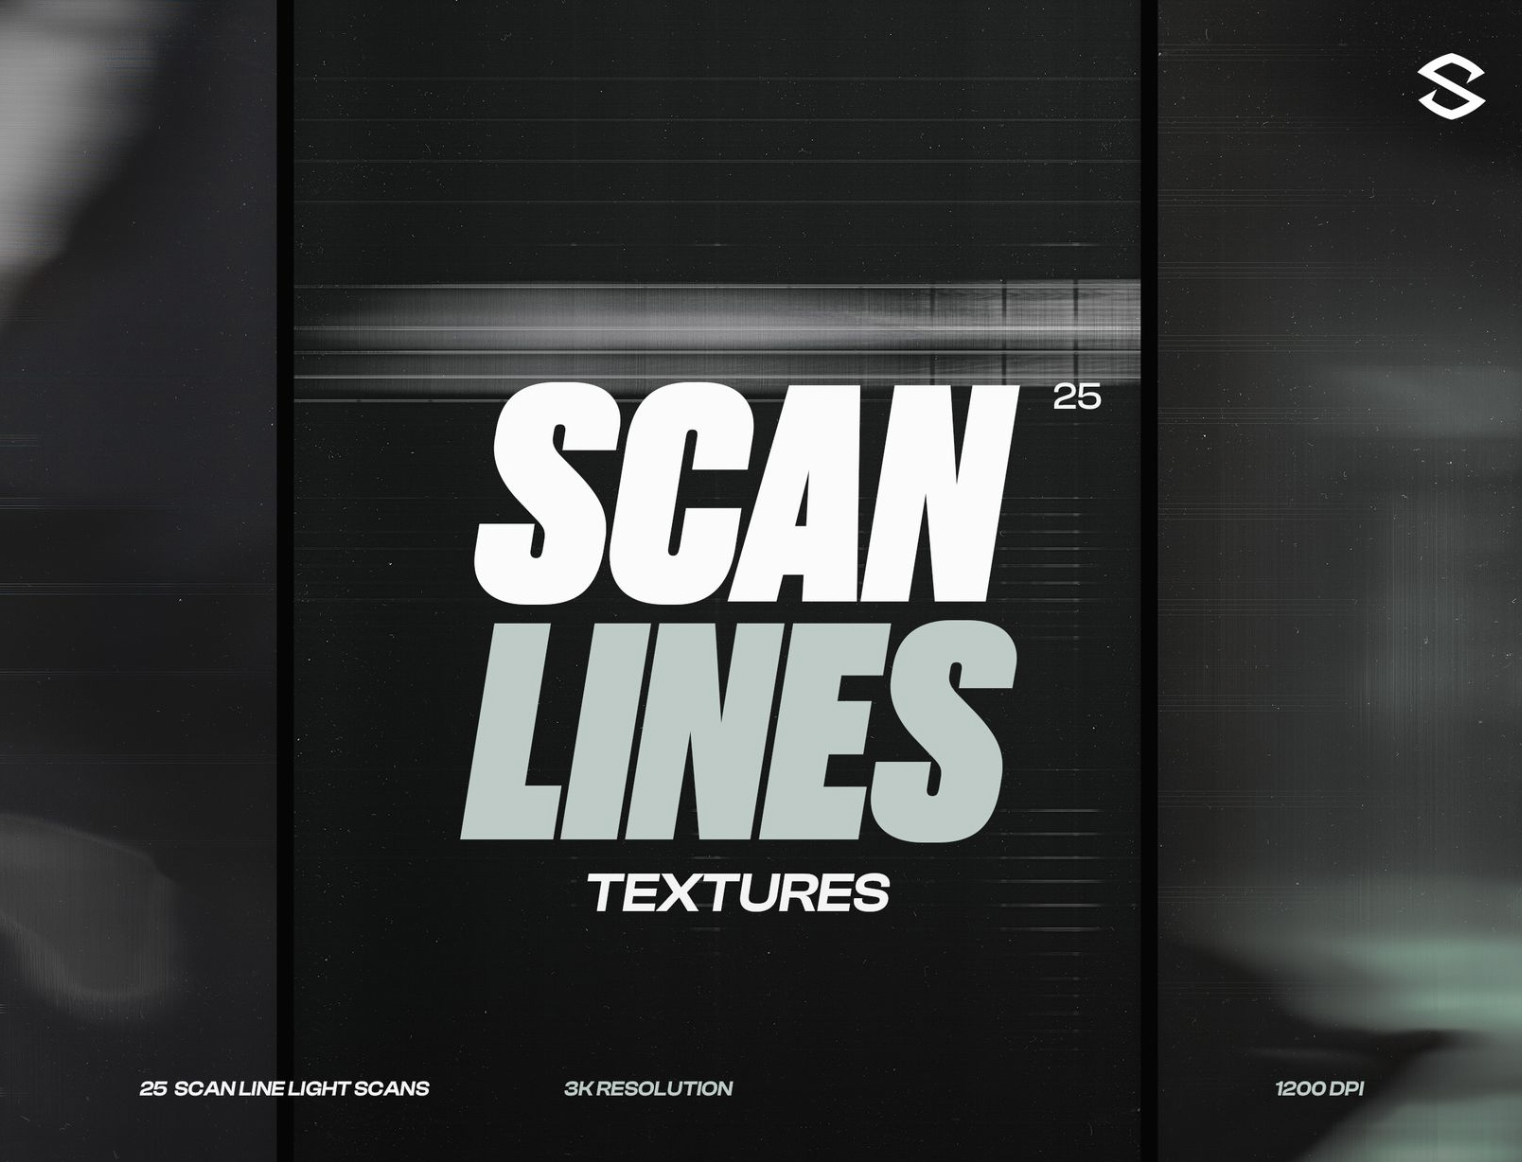 SCAN
25
LINES
TEXTURES
25 SCAN LINE LIGHT SCANS
3K RESOLUTION
1200 DPI